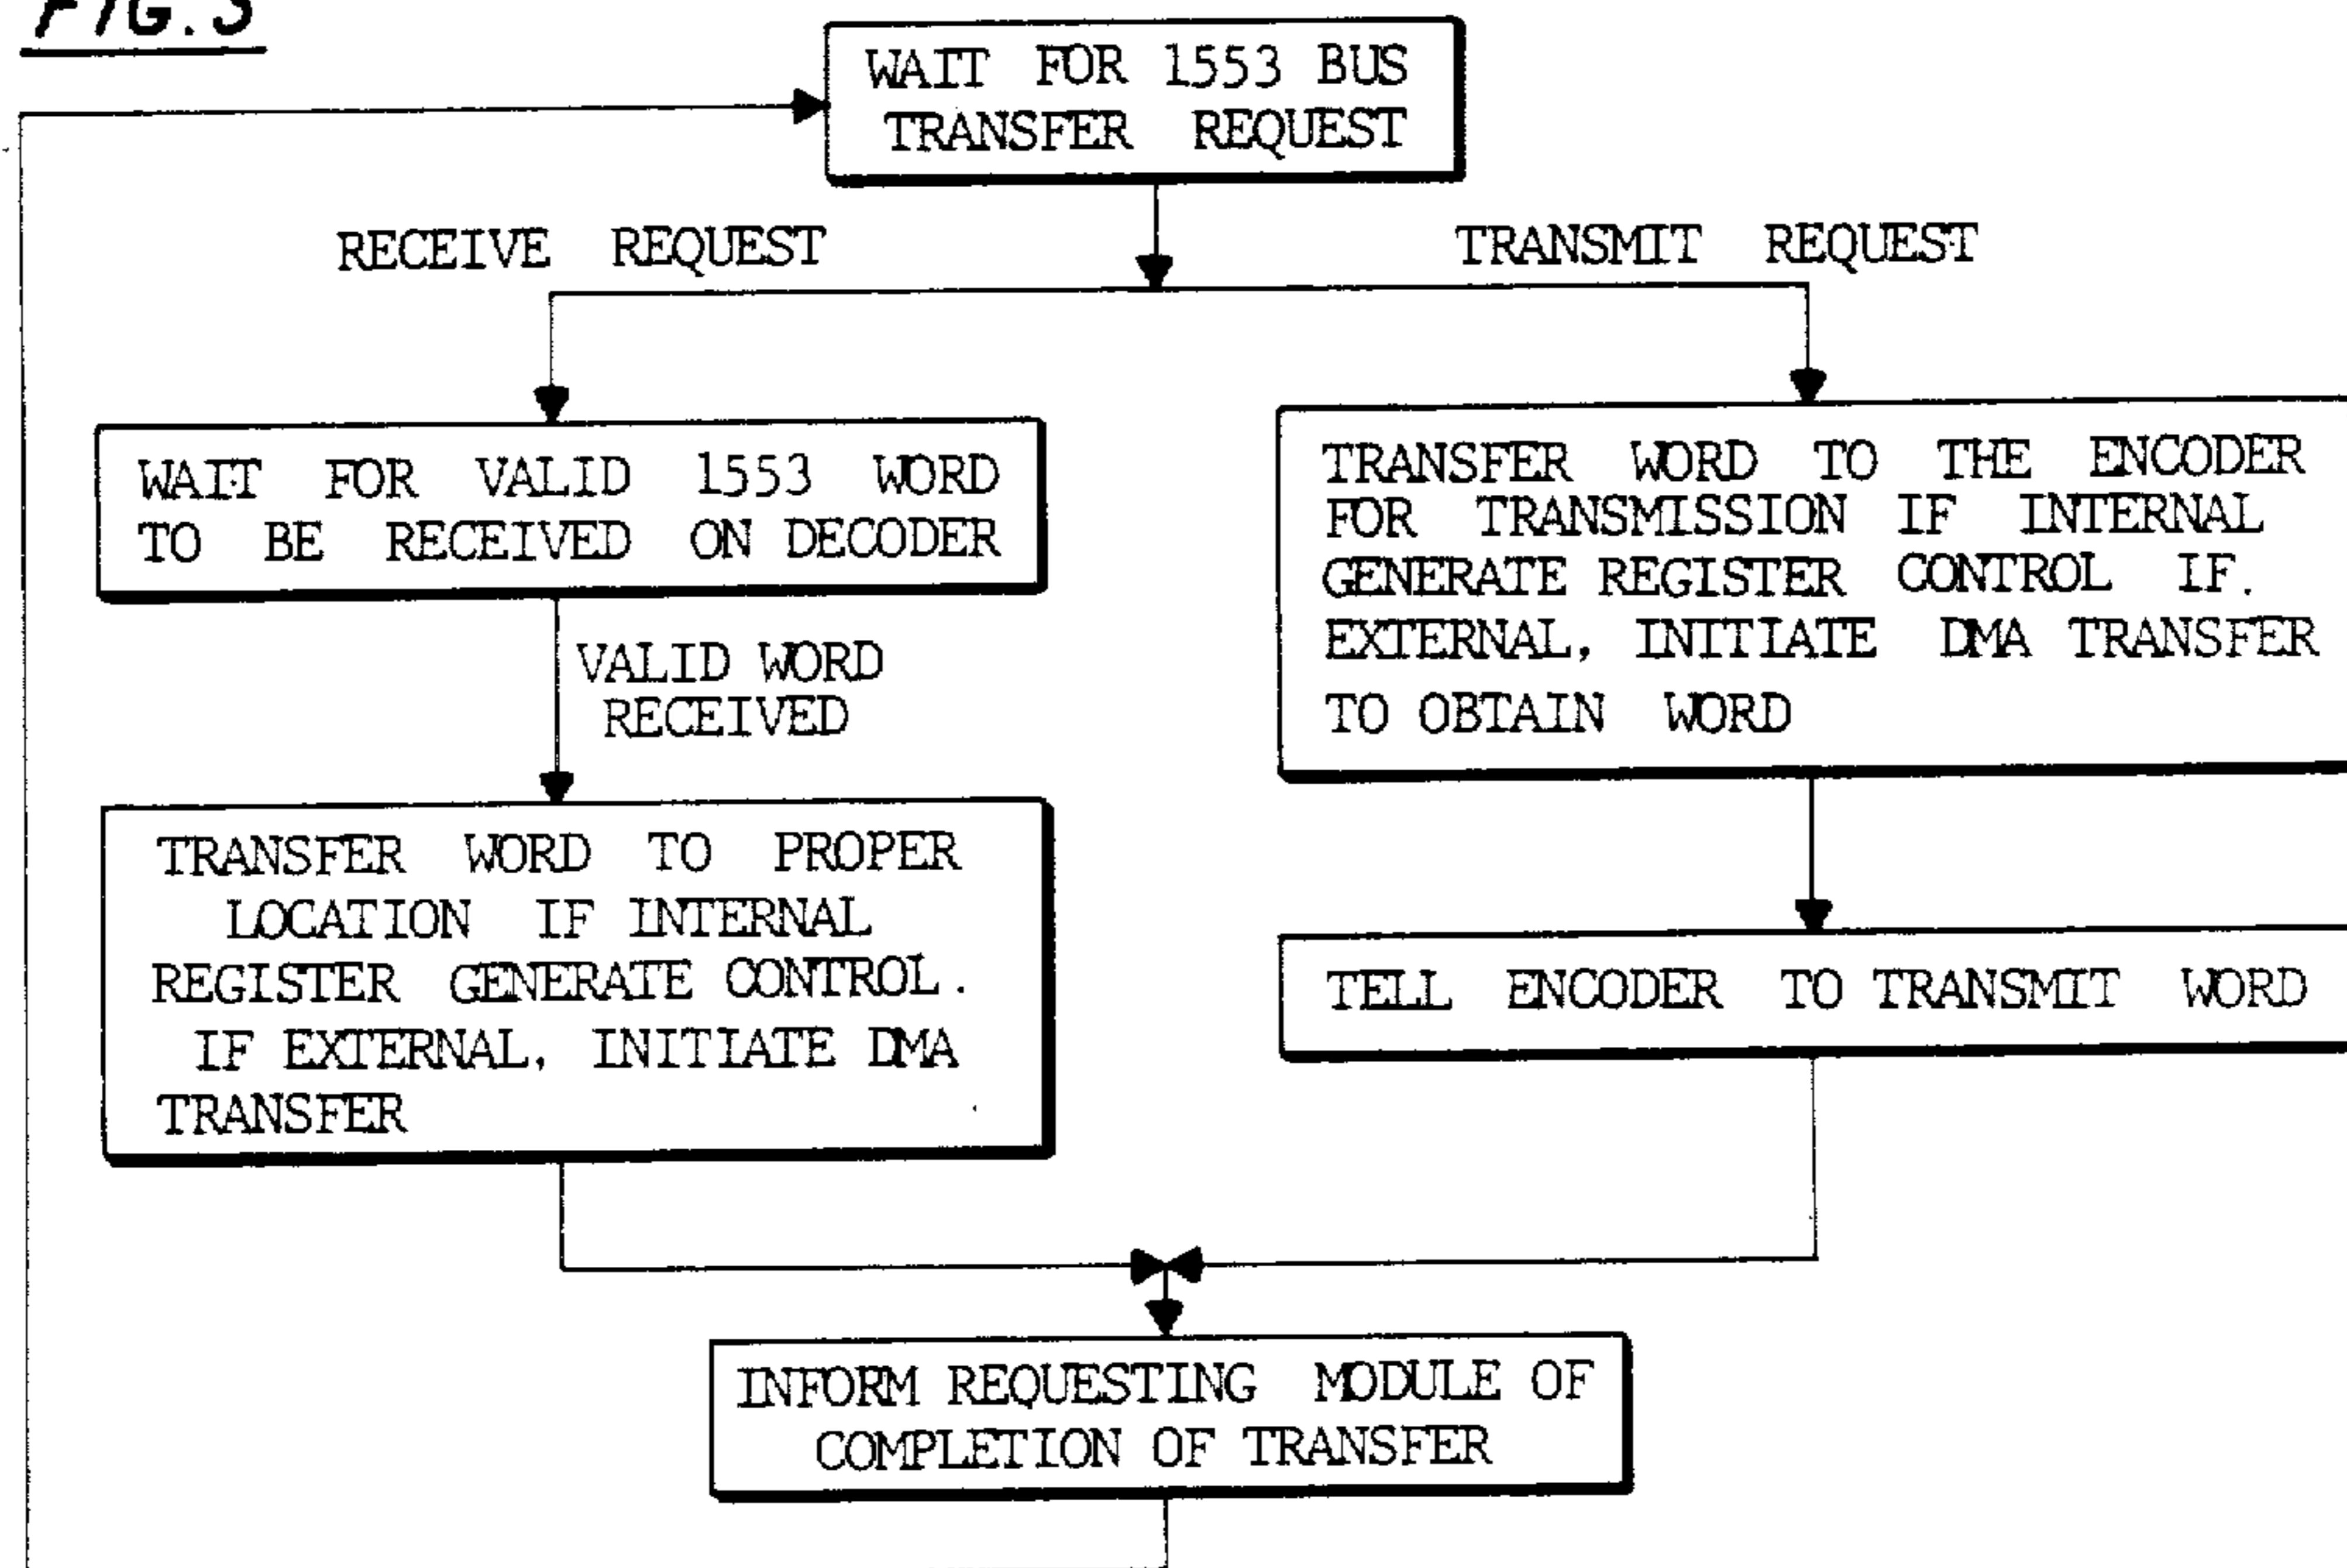 FIG. 3
WAIT FOR 1553 BUS
TRANSFER REQUEST
RECEIVE REQUEST
TRANSMIT REQUEST
WAIT FOR VALID 1553 WORD
TO BE RECEIVED ON DECODER
VALID WORD
RECEIVED
TRANSFER WORD TO PROPER
LOCATION IF INTERNAL
REGISTER GENERATE CONTROL.
IF EXTERNAL, INITIATE DMA
TRANSFER
TRANSFER WORD TO THE ENCODER
FOR TRANSMISSION IF INTERNAL
GENERATE REGISTER CONTROL IF.
EXTERNAL, INITIATE DMA TRANSFER
TO OBTAIN WORD
TELL ENCODER TO TRANSMIT WORD
INFORM REQUESTING MODULE OF
COMPLETION OF TRANSFER